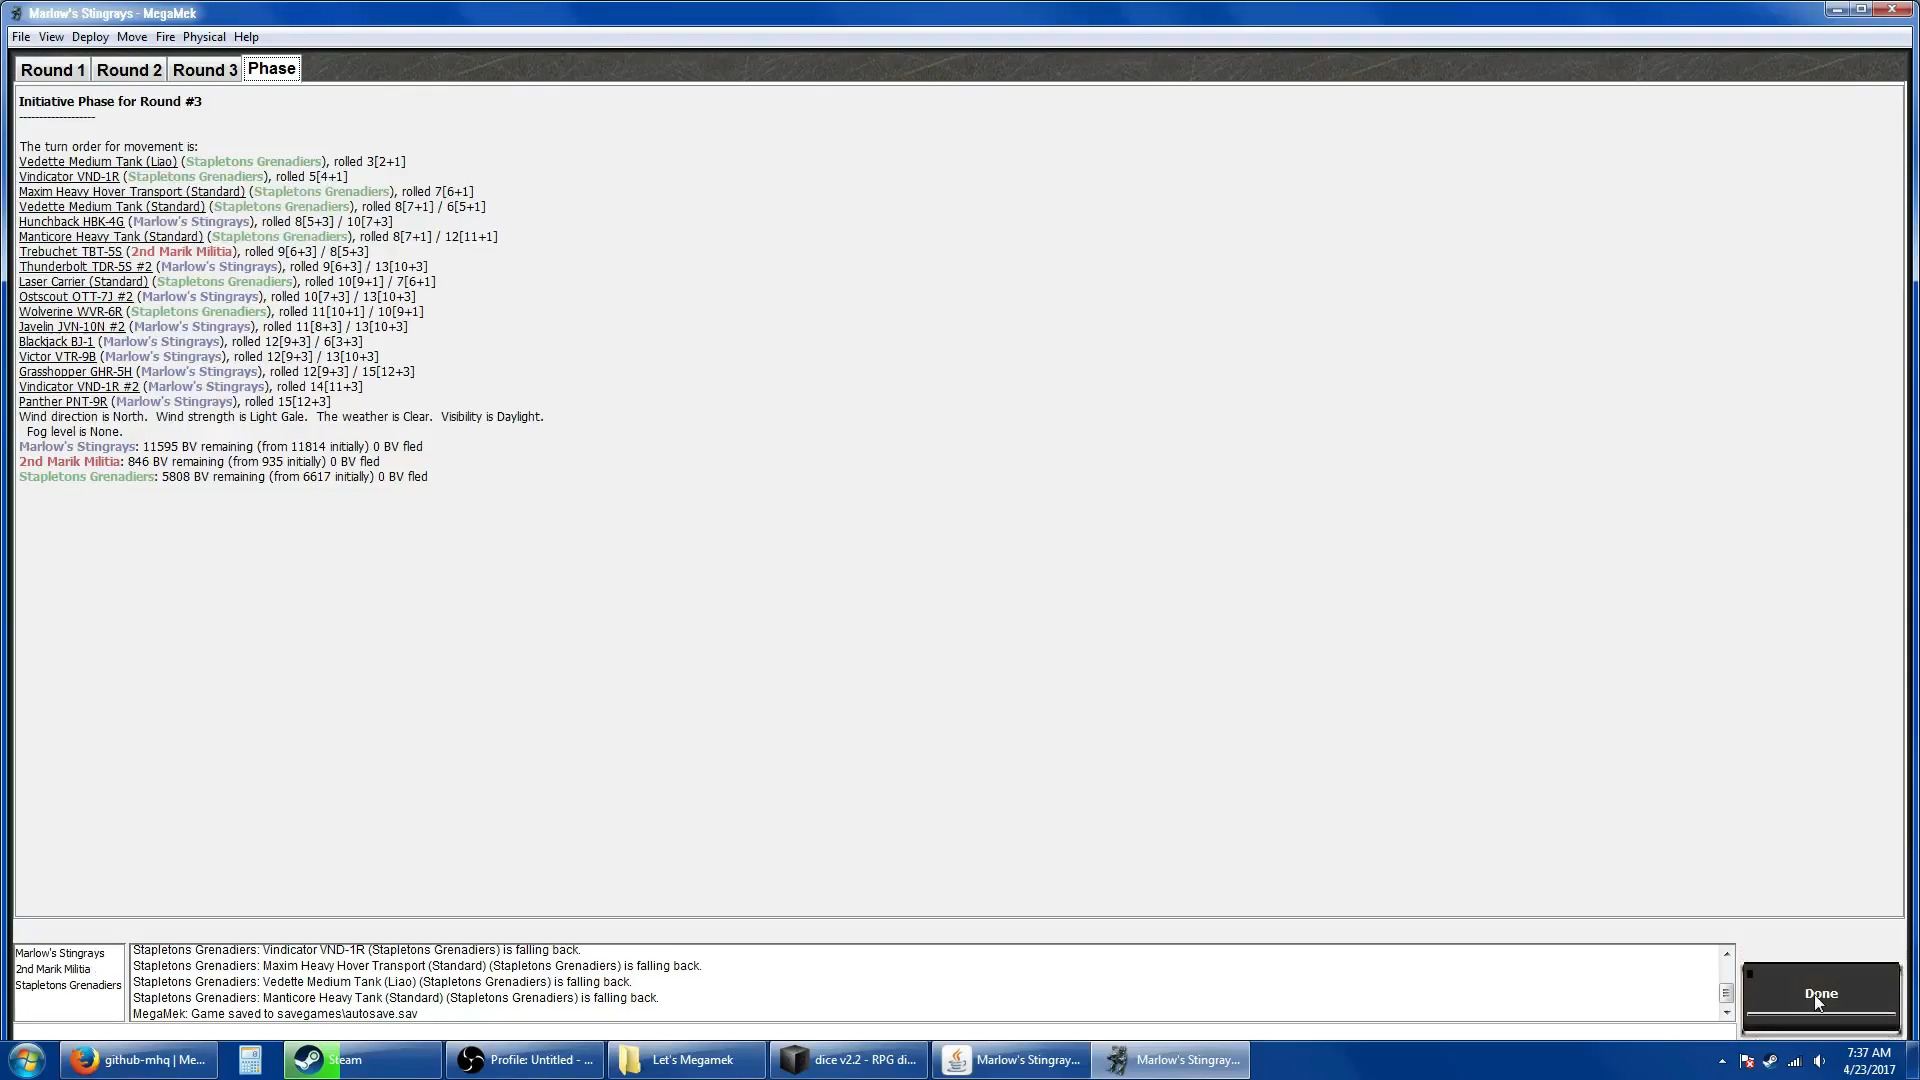 Marlow's Stingrays - MegaMek
File View Deploy Move Fire Physical Help
Round 1 Round 2 Round 3 Phase
Initiative Phase for Round #3
-------------------
The turn order for movement is:
Vedette Medium Tank (Liao) (Stapletons Grenadiers), rolled 3[2+1]
Vindicator VND-1R (Stapletons Grenadiers), rolled 5[4+1]
Maxim Heavy Hover Transport (Standard) (Stapletons Grenadiers), rolled 7[6+1]
Vedette Medium Tank (Standard) (Stapletons Grenadiers), rolled 8[7+1] / 6[5+1]
Hunchback HBK-4G (Marlow's Stingrays), rolled 8[5+3] / 10[7+3]
Manticore Heavy Tank (Standard) (Stapletons Grenadiers), rolled 8[7+1] / 12[11+1]
Trebuchet TBT-5S (2nd Marik Militia), rolled 9[6+3] / 8[5+3]
Thunderbolt TDR-5S #2 (Marlow's Stingrays), rolled 9[6+3] / 13[10+3]
Laser Carrier (Standard) (Stapletons Grenadiers), rolled 10[9+1] / 7[6+1]
Ostscout OTT-7J #2 (Marlow's Stingrays), rolled 10[7+3] / 13[10+3]
Wolverine WVR-6R (Stapletons Grenadiers), rolled 11[10+1] / 10[9+1]
Javelin JVN-10N #2 (Marlow's Stingrays), rolled 11[8+3] / 13[10+3]
Blackjack BJ-1 (Marlow's Stingrays), rolled 12[9+3] / 6[3+3]
Victor VTR-9B (Marlow's Stingrays), rolled 12[9+3] / 13[10+3]
Grasshopper GHR-5H (Marlow's Stingrays), rolled 12[9+3] / 15[12+3]
Vindicator VND-1R #2 (Marlow's Stingrays), rolled 14[11+3]
Panther PNT-9R (Marlow's Stingrays), rolled 15[12+3]
Wind direction is North. Wind strength is Light Gale. The weather is Clear. Visibility is Daylight.
Fog level is None.
Marlow's Stingrays: 11595 BV remaining (from 11814 initially) 0 BV fled
2nd Marik Militia: 846 BV remaining (from 935 initially) 0 BV fled
Stapletons Grenadiers: 5808 BV remaining (from 6617 initially) 0 BV fled
Marlow's Stingrays
2nd Marik Militia
Stapletons Grenadiers
Stapletons Grenadiers: Vindicator VND-1R (Stapletons Grenadiers) is falling back.
Stapletons Grenadiers: Maxim Heavy Hover Transport (Standard) (Stapletons Grenadiers) is falling back.
Stapletons Grenadiers: Vedette Medium Tank (Liao) (Stapletons Grenadiers) is falling back.
Stapletons Grenadiers: Manticore Heavy Tank (Standard) (Stapletons Grenadiers) is falling back.
MegaMek: Game saved to savegames\autosave.sav
Done
github-mhq | Me... Steam Profile: Untitled - ... Let's Megamek dice v2.2 - RPG di... Marlow's Stingray... Marlow's Stingray...
7:37 AM
4/23/2017